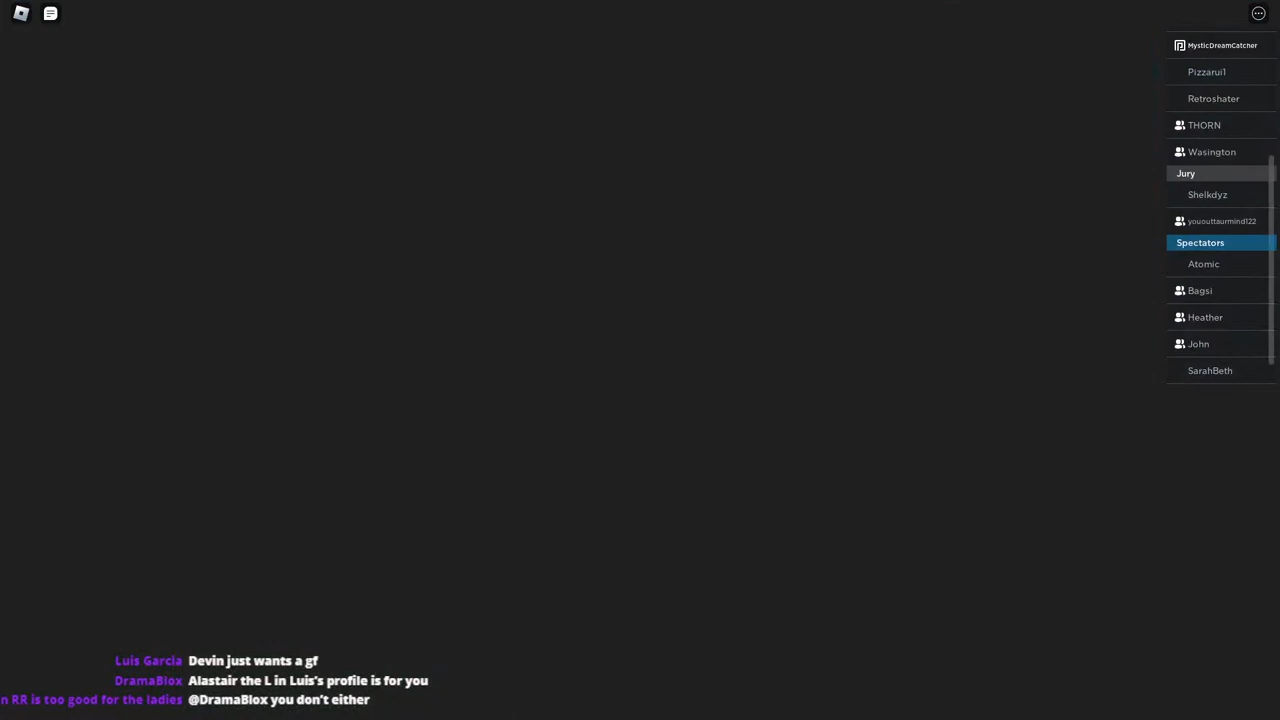 MysticDreamCatcher
Pizzarui1
Retroshater
THORN
Wasington
Jury
Shelkdyz
yououttaurmind122
Spectators
Atomic
Bagsi
Heather
John
SarahBeth
Luis Garcia Devin just wants a gf
DramaBlox Alastair the L in Luis's profile is for you
n RR is too good for the ladies @DramaBlox you don't either